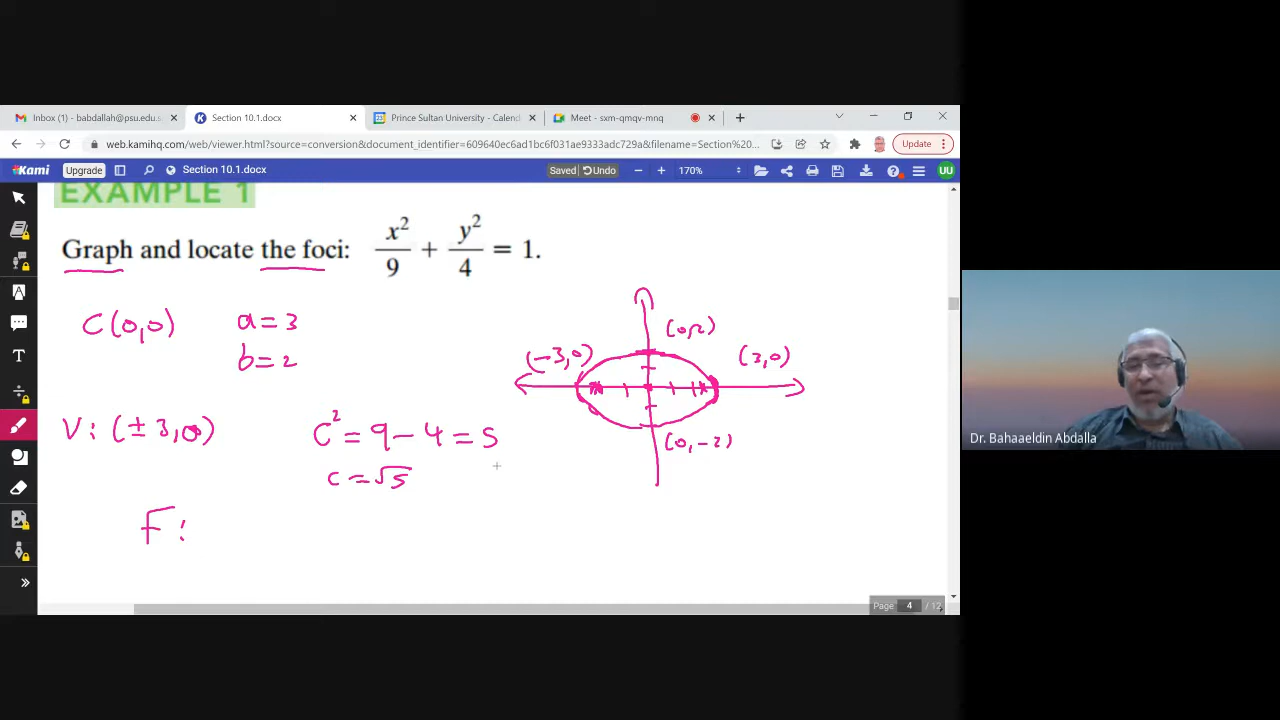 Inbox (1) - babdallah@psu.edu.s
Section 10.1.docx
Prince Sultan University - Calend
Meet - sxm-qmqv-mnq
web.kamihq.com/web/viewer.html?source=conversion&document_identifier=609640ec6ad1bc6f031ae9333adc729a&filename=Section%20...
Update
Kami
Upgrade
Section 10.1.docx
Saved
Undo
170%
UU
EXAMPLE 1
Graph and locate the foci: x²/9 + y²/4 = 1.
C(0,0)
a=3
b=2
(0,2)
(-3,0)
(3,0)
(0,-2)
V: (±3,0)
c²=9-4=5
c=√5
F:
Dr. Bahaaeldin Abdalla
Page 4 / 12